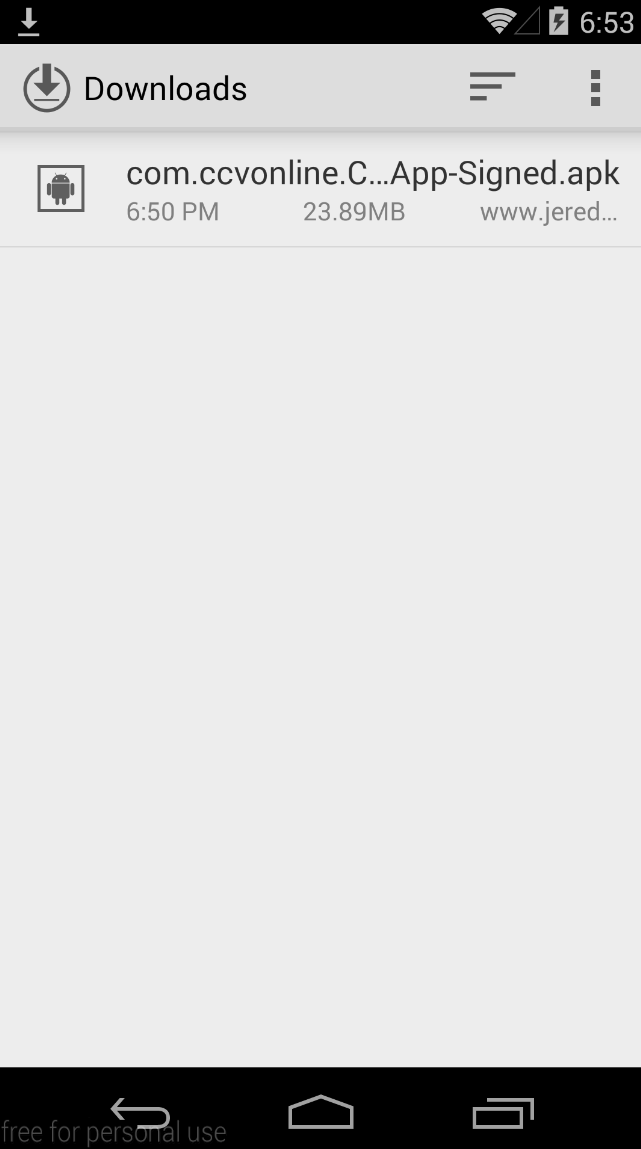 6:53
Downloads
com.ccvonline.C...App-Signed.apk
6:50 PM 23.89MB www.jered...
free for personal use